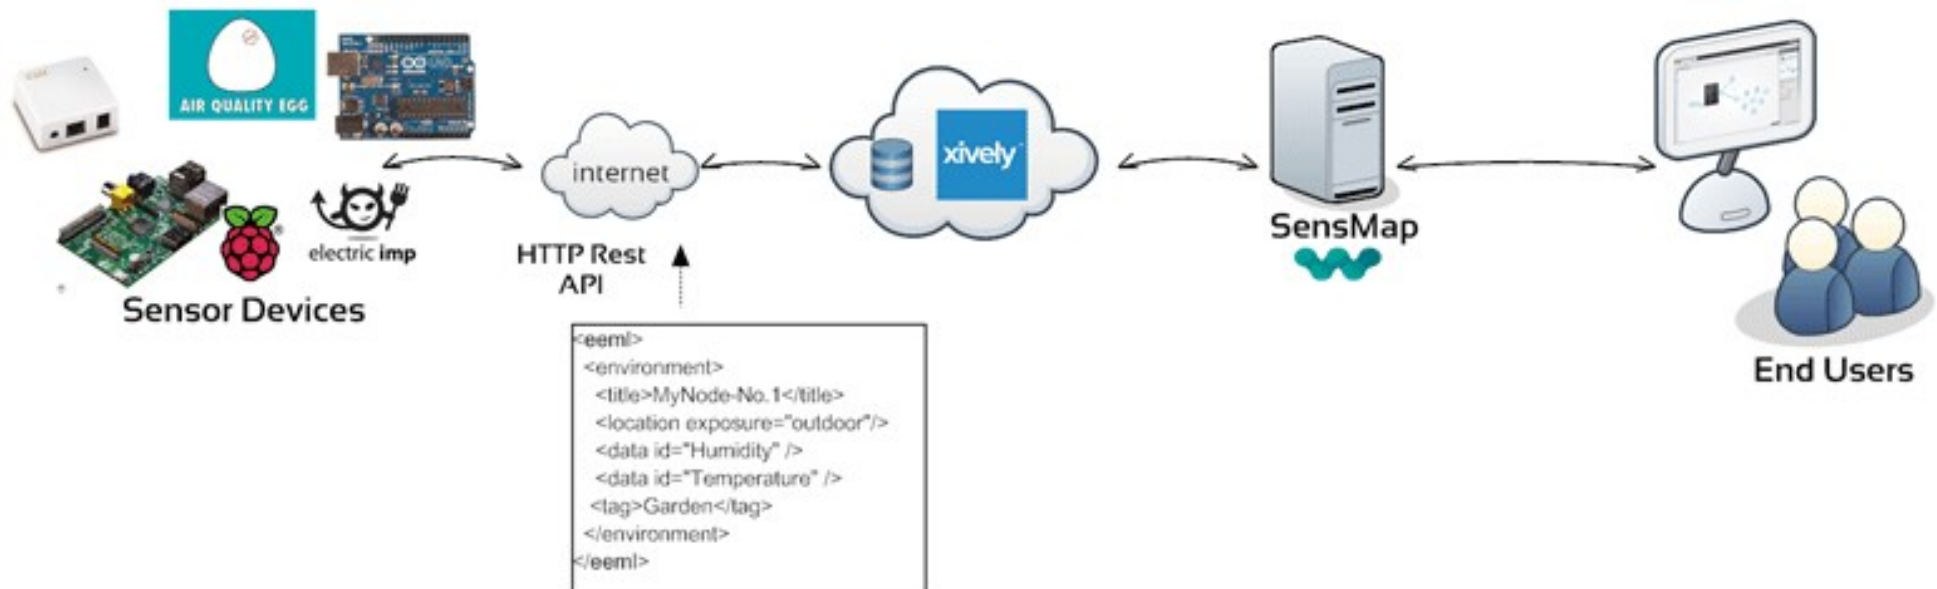 AIR QUALITY EGG
electric imp
Sensor Devices
internet
HTTP Rest
API
xively
SensMap
End Users
<eeml>
<environment>
<title>MyNode-No.1</title>
<location exposure="outdoor"/>
<data id="Humidity" />
<data id="Temperature" />
<tag>Garden</tag>
</environment>
</eeml>